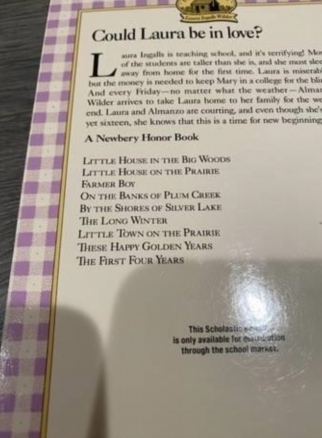 Laura Ingalls Wilder
Could Laura be in love?
Laura Ingalls is teaching school, and it's terrifying! Mo
of the students are taller than she is, and she must slee
away from home for the first time. Laura is miserabl
but the money is needed to keep Mary in a college for the bli
And every Friday—no matter what the weather—Alman
Wilder arrives to take Laura home to her family for the we
end. Laura and Almanzo are courting, and even though she'
yet sixteen, she knows that this is a time for new beginning
A Newbery Honor Book
LITTLE HOUSE IN THE BIG WOODS
LITTLE HOUSE ON THE PRAIRIE
FARMER BOY
ON THE BANKS OF PLUM CREEK
BY THE SHORES OF SILVER LAKE
THE LONG WINTER
LITTLE TOWN ON THE PRAIRIE
THESE HAPPY GOLDEN YEARS
THE FIRST FOUR YEARS
This Scholastic
is only available for
through the school market.